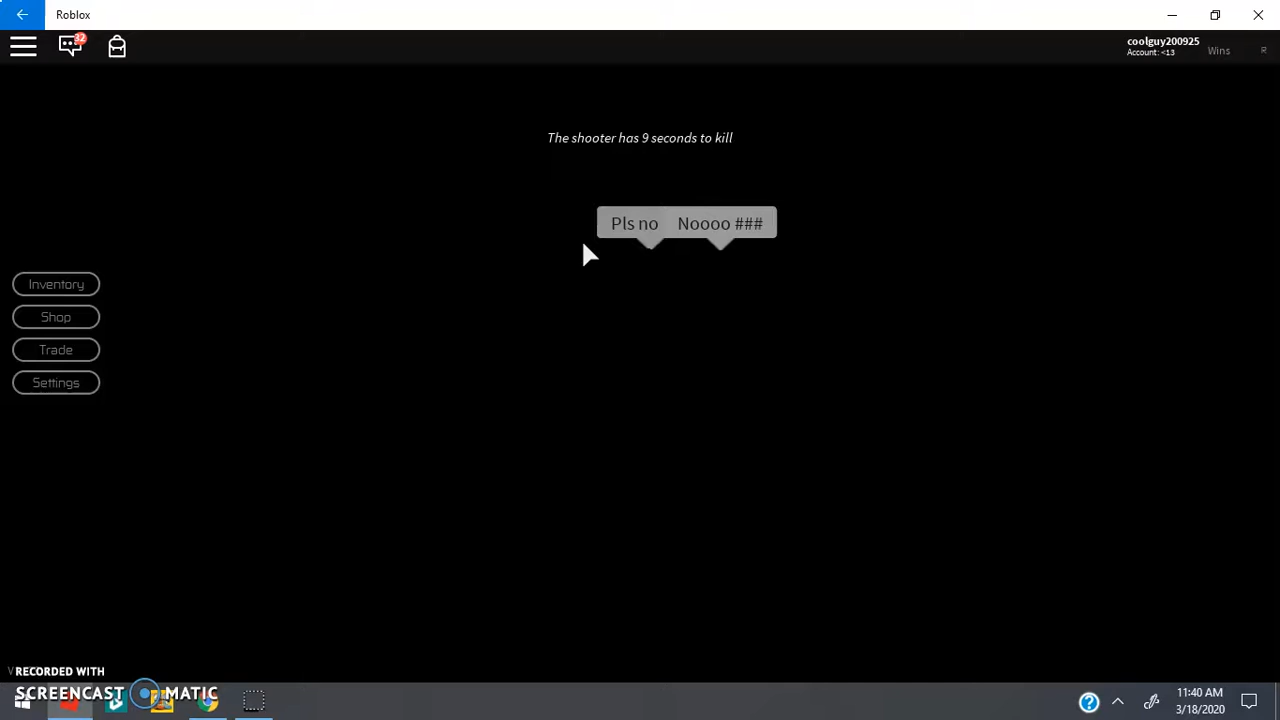 Roblox
32
coolguy200925
Account: <13
Wins
R
The shooter has 9 seconds to kill
Pls no
Noooo ###
Inventory
Shop
Trade
Settings
RECORDED WITH
SCREENCAST MATIC
11:40 AM
3/18/2020